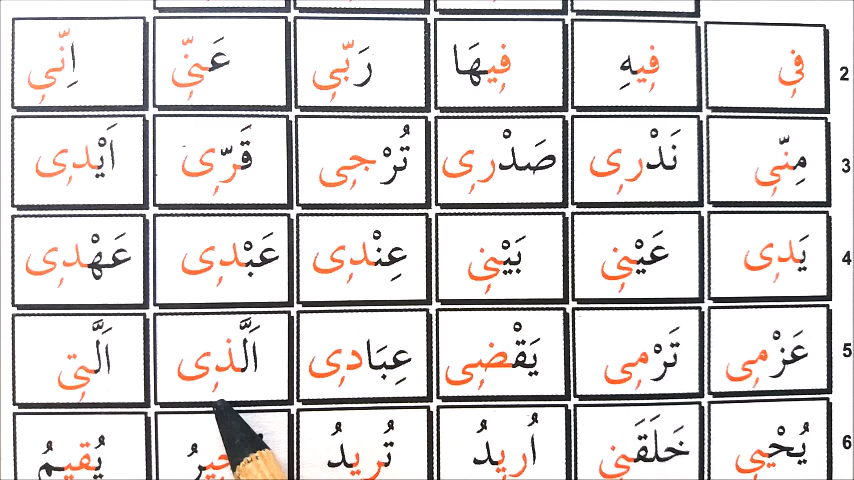 فِى فِيهِ فِيهَا رَبِّى عَنِّى اِنِّى 2
مِنِّى نَدْرِى صَدْرِى تُرْجِى قَرِّى اَيْدِى 3
يَدِى عَيْنِى بَيْنِى عِنْدِى عَبْدِى عَهْدِى 4
عَزْمِى تَرْمِى يَقْضِى عِبَادِى اَلَّذِى اَلَّتِى 5
يُحْيِى خَلَقَنِى اُرِيدُ تُرِيدُ يُقِيمُ 6